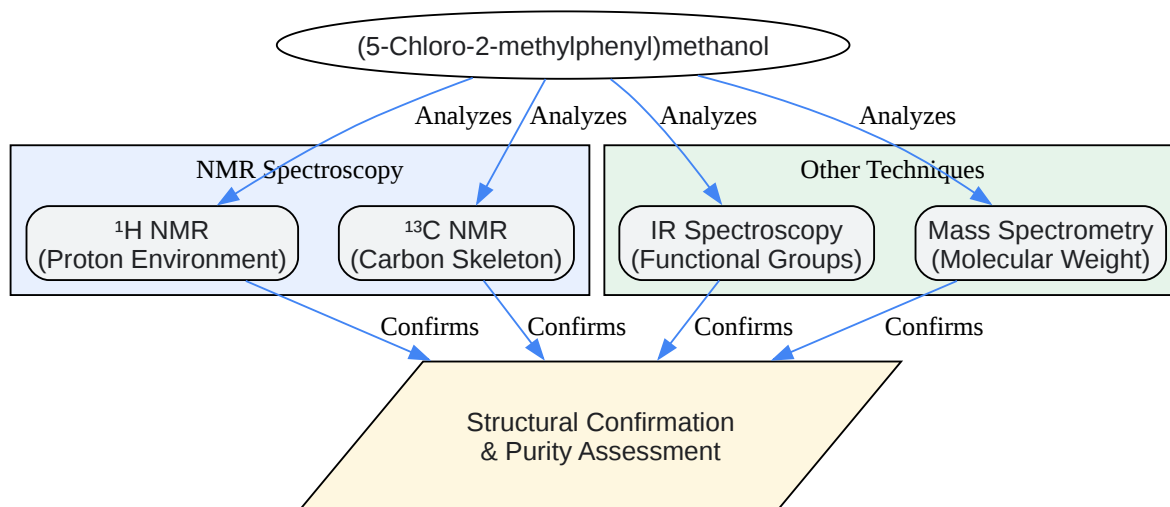 (5-Chloro-2-methylphenyl)methanol
Analyzes
Analyzes
Analyzes
Analyzes
NMR Spectroscopy
Other Techniques
¹H NMR
(Proton Environment)
¹³C NMR
(Carbon Skeleton)
IR Spectroscopy
(Functional Groups)
Mass Spectrometry
(Molecular Weight)
Confirms
Confirms
Confirms
Confirms
Structural Confirmation
& Purity Assessment